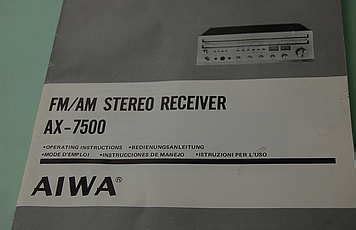 FM/AM STEREO RECEIVER
AX-7500
•OPERATING INSTRUCTIONS •BEDIENUNGSANLEITUNG
•MODE D'EMPLOI •INSTRUCCIONES DE MANEJO •ISTRUZIONI PER L'USO
AIWA®